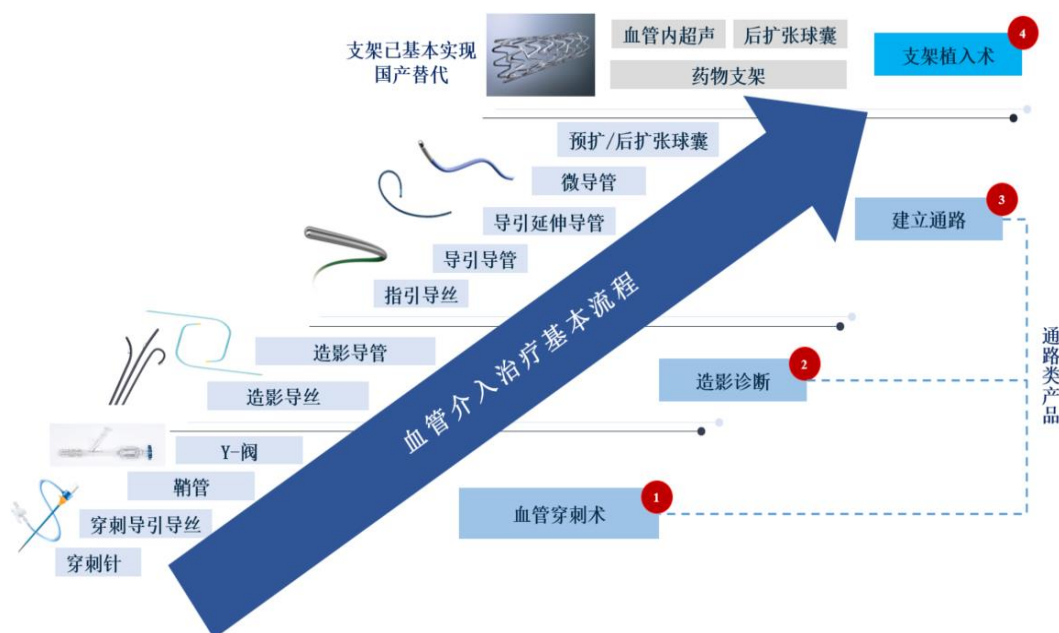 支架已基本实现
国产替代
血管内超声
后扩张球囊
药物支架
支架植入术
4
预扩/后扩张球囊
微导管
导引延伸导管
导引导管
指引导丝
建立通路
3
造影导管
造影导丝
造影诊断
2
Y-阀
鞘管
穿刺导引导丝
穿刺针
血管穿刺术
1
血管介入治疗基本流程
通路类产品